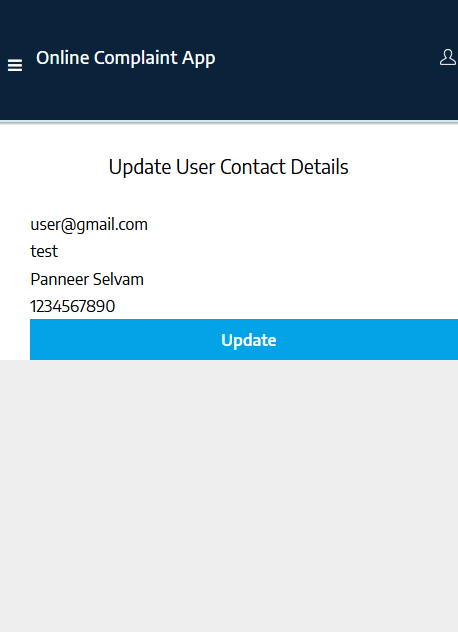 Online Complaint App
Update User Contact Details
user@gmail.com
test
Panneer Selvam
1234567890
Update